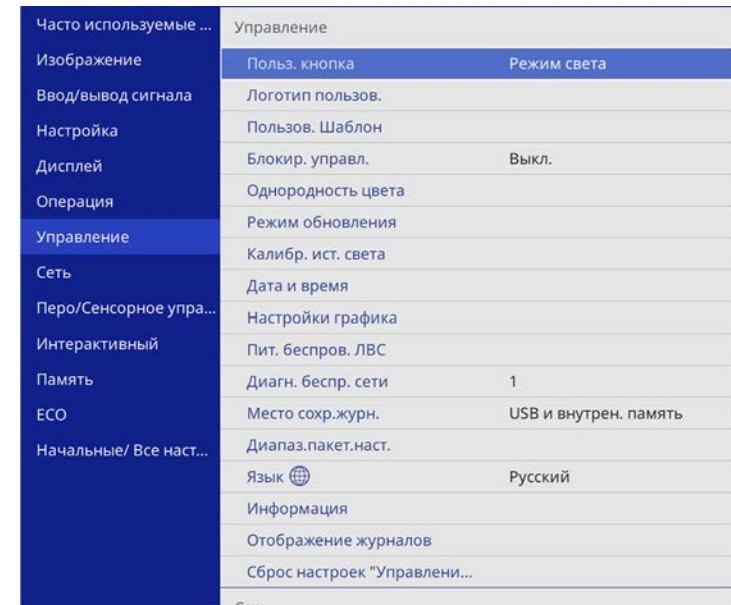 Часто используемые ...
Изображение
Ввод/вывод сигнала
Настройка
Дисплей
Операция
Управление
Сеть
Перо/Сенсорное упра...
Интерактивный
Память
ECO
Начальные/ Все наст...
Управление
Польз. кнопка Режим света
Логотип пользов.
Пользов. Шаблон
Блокир. управл. Выкл.
Однородность цвета
Режим обновления
Калибр. ист. света
Дата и время
Настройки графика
Пит. беспров. ЛВС
Диагн. беспр. сети 1
Место сохр.журн. USB и внутрен. память
Диапаз.пакет.наст.
Язык Русский
Информация
Отображение журналов
Сброс настроек "Управлени...